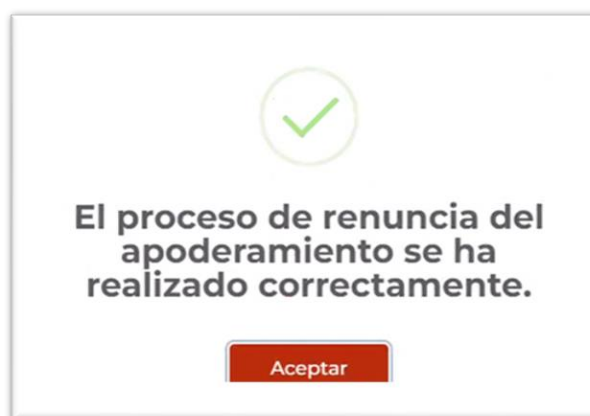 El proceso de renuncia del
apoderamiento se ha
realizado correctamente.
Aceptar